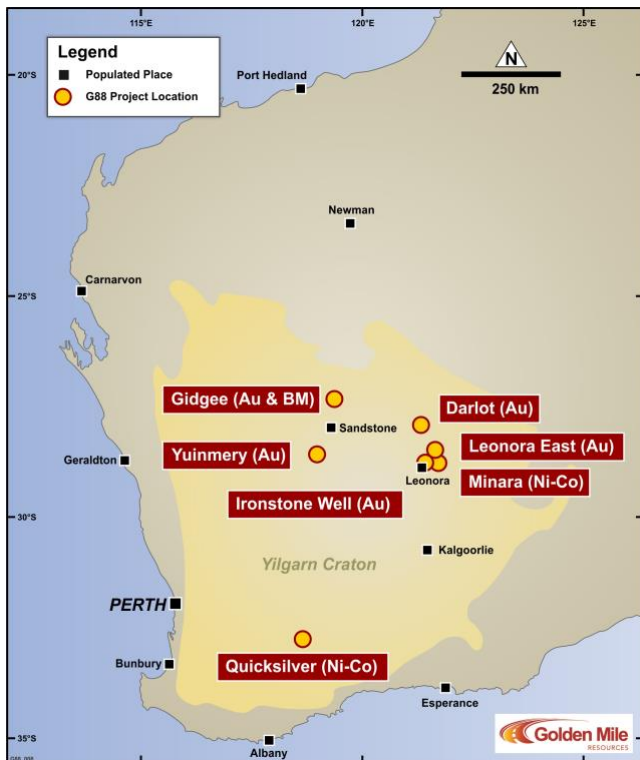 115°E
120°E
125°E
Legend
Populated Place
G88 Project Location
N
250 km
20°S
Port Hedland
Newman
Carnarvon
25°S
Gidgee (Au & BM)
Darlot (Au)
Sandstone
Leonora East (Au)
Yuinmery (Au)
Geraldton
Leonora
Minara (Ni-Co)
Ironstone Well (Au)
30°S
Kalgoorlie
Yilgarn Craton
PERTH
Bunbury
Quicksilver (Ni-Co)
Esperance
35°S
Albany
Golden Mile
RESOURCES